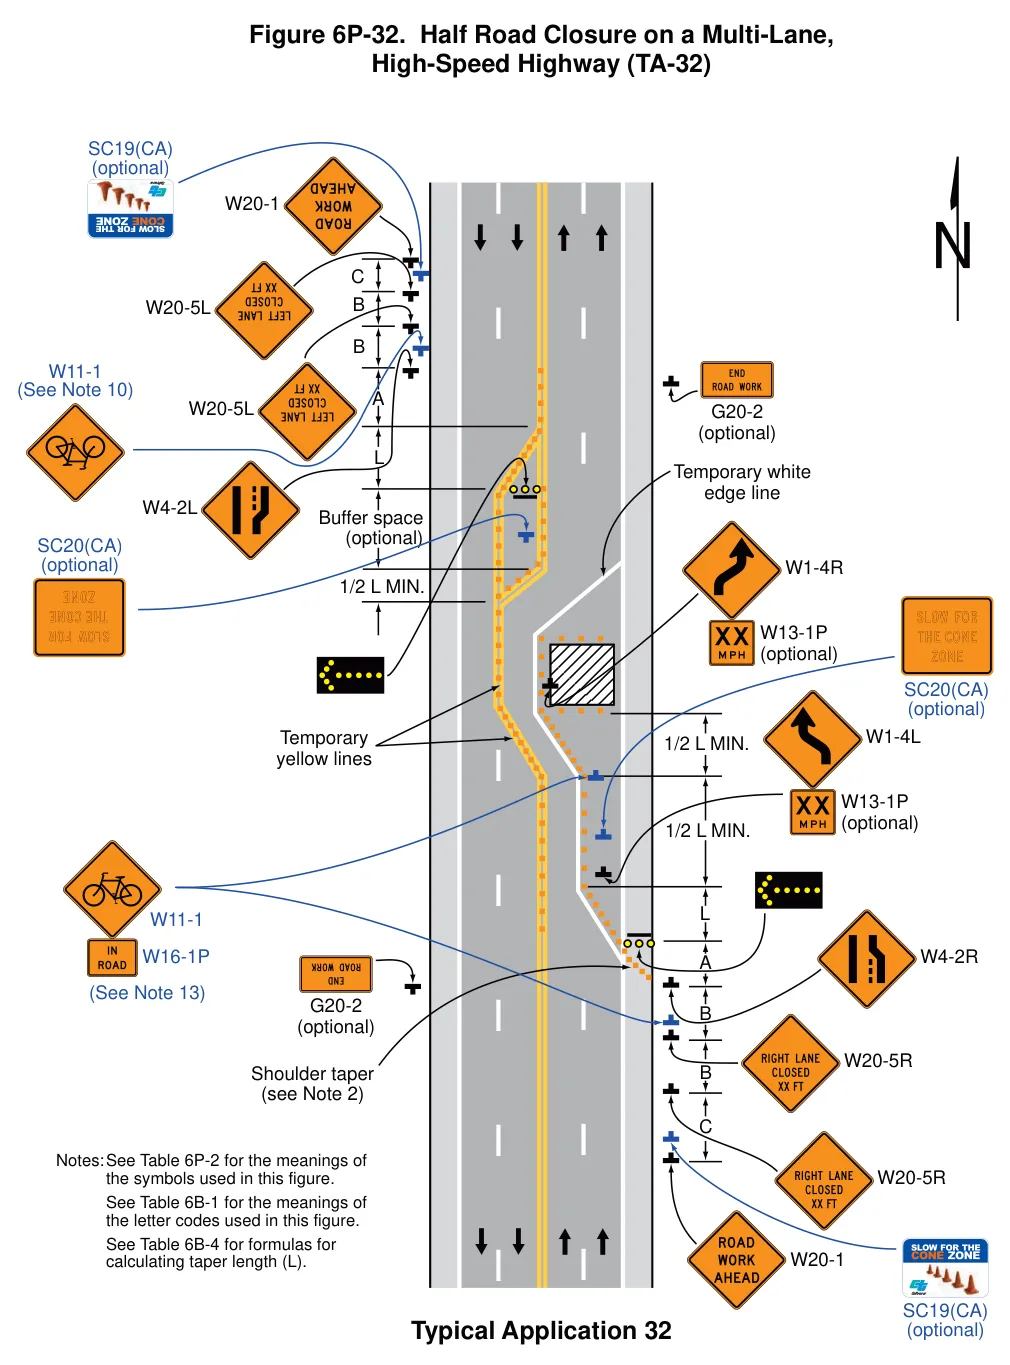 Figure 6P-32.  Half Road Closure on a Multi-Lane,
High-Speed Highway (TA-32)
SC19(CA)
(optional)
SLOW FOR THE
CONE ZONE
W20-1
ROAD
WORK
AHEAD
C
W20-5L
LEFT LANE
CLOSED
XX FT
B
B
W11-1
(See Note 10)
W20-5L
LEFT LANE
CLOSED
XX FT
A
L
W4-2L
Buffer space
(optional)
SC20(CA)
(optional)
SLOW FOR
THE CONE
ZONE
1/2 L MIN.
N
END
ROAD WORK
G20-2
(optional)
Temporary white
edge line
W1-4R
XX
MPH
W13-1P
(optional)
SLOW FOR
THE CONE
ZONE
SC20(CA)
(optional)
Temporary
yellow lines
1/2 L MIN.
W1-4L
XX
MPH
W13-1P
(optional)
1/2 L MIN.
W11-1
IN
ROAD
W16-1P
(See Note 13)
L
A
W4-2R
END
ROAD WORK
G20-2
(optional)
B
RIGHT LANE
CLOSED
XX FT
W20-5R
B
Shoulder taper
(see Note 2)
C
RIGHT LANE
CLOSED
XX FT
W20-5R
Notes: See Table 6P-2 for the meanings of
the symbols used in this figure.
See Table 6B-1 for the meanings of
the letter codes used in this figure.
See Table 6B-4 for formulas for
calculating taper length (L).
ROAD
WORK
AHEAD
W20-1
SLOW FOR THE
CONE ZONE
SC19(CA)
(optional)
Typical Application 32